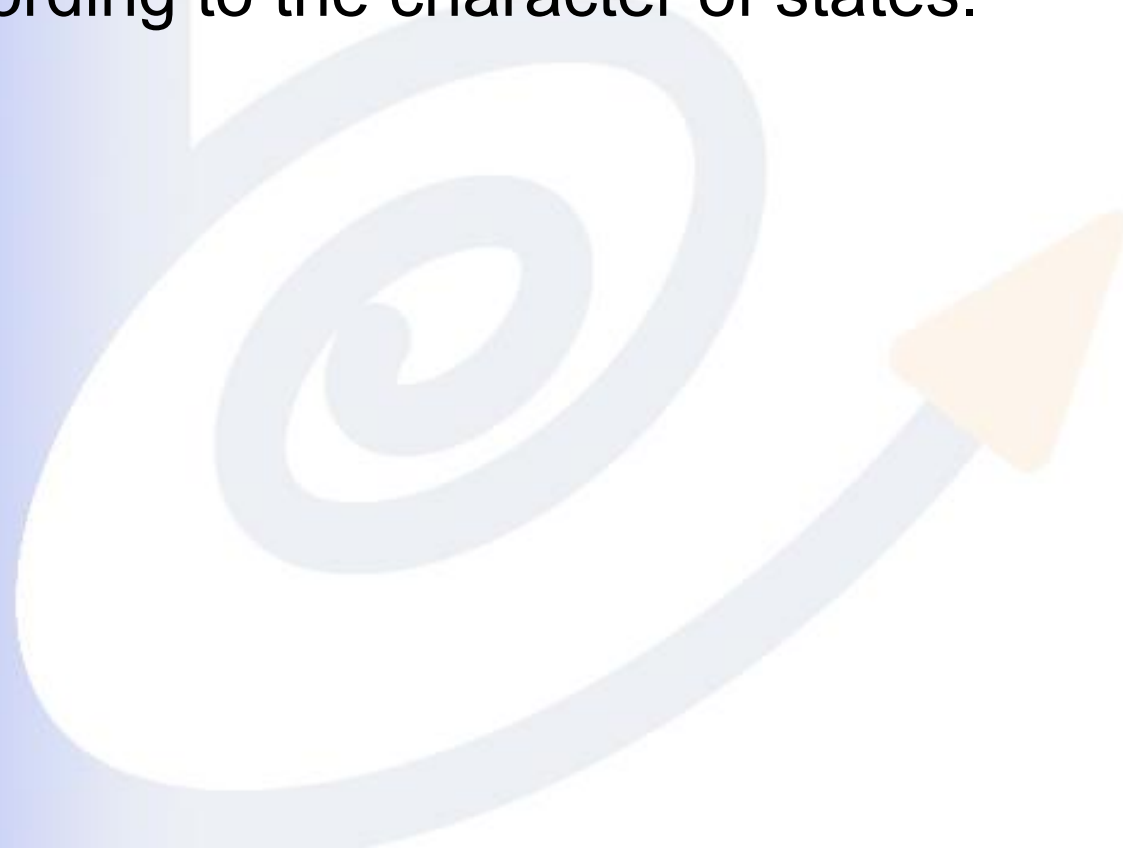 ording to the character of states.